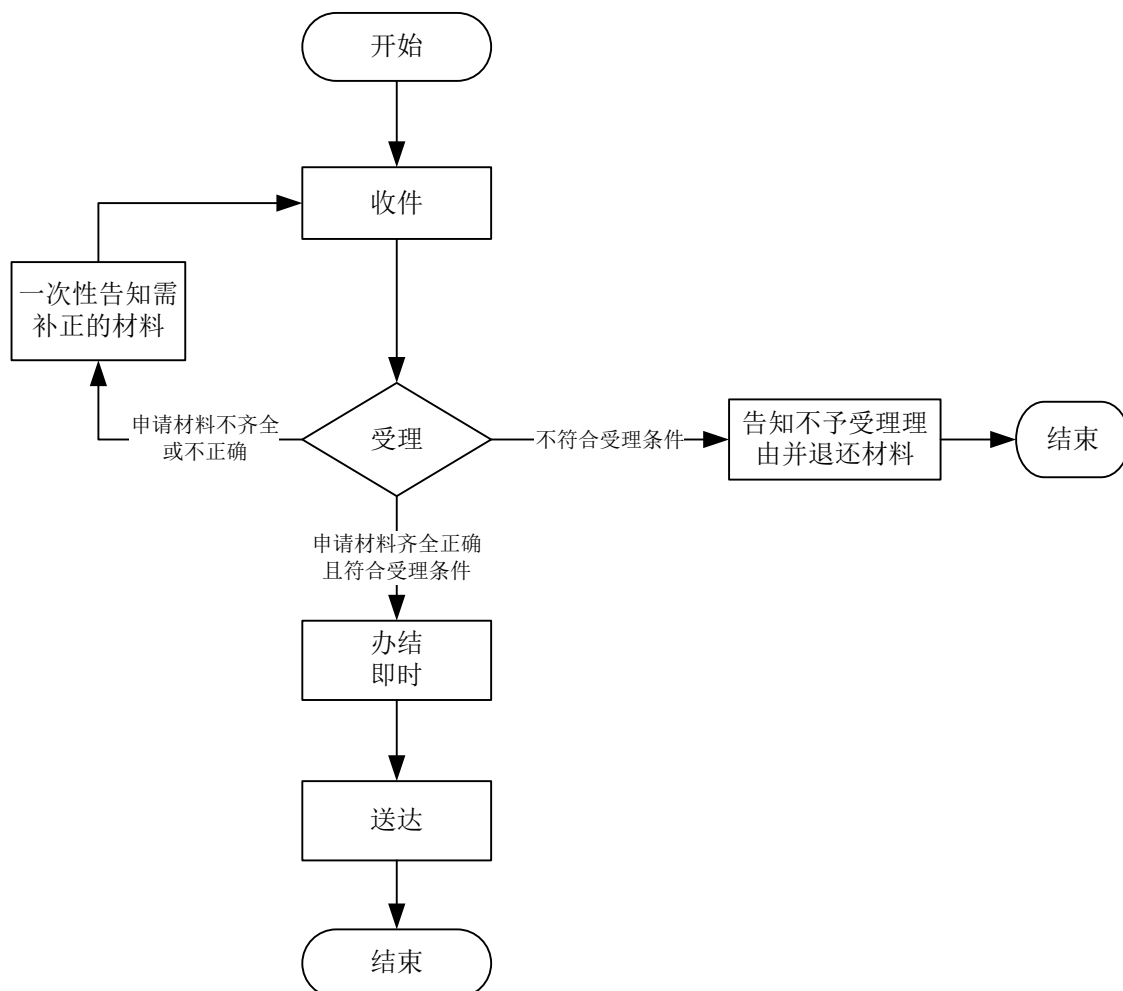 开始
收件
一次性告知需
补正的材料
申请材料不齐全
或不正确
受理
不符合受理条件
告知不予受理理
由并退还材料
结束
申请材料齐全正确
且符合受理条件
办结
即时
送达
结束